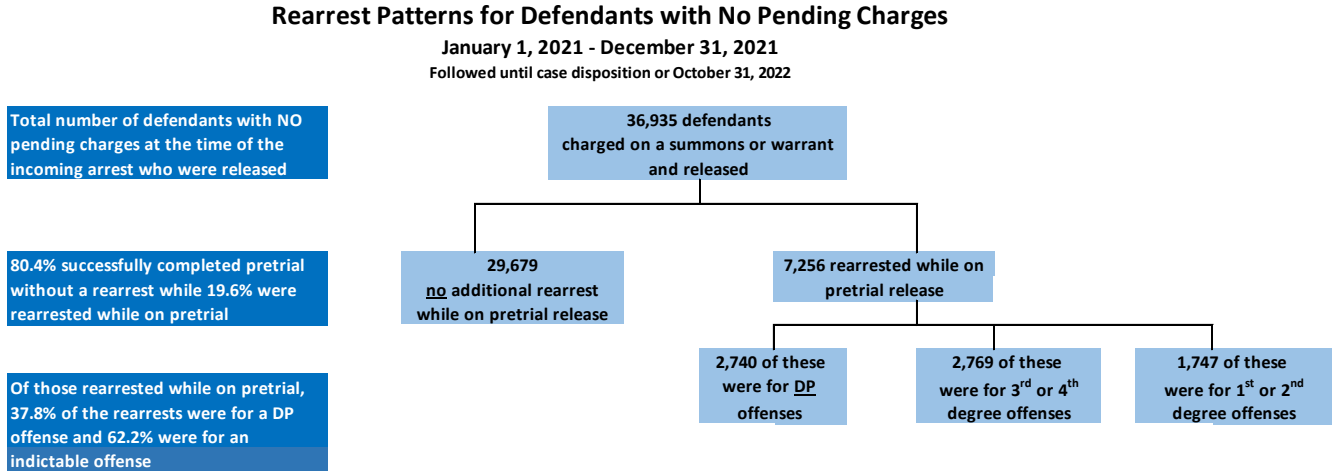 Rearrest Patterns for Defendants with No Pending Charges
January 1, 2021 - December 31, 2021
Followed until case disposition or October 31, 2022
Total number of defendants with NO
pending charges at the time of the
incoming arrest who were released
36,935 defendants
charged on a summons or warrant
and released
80.4% successfully completed pretrial
without a rearrest while 19.6% were
rearrested while on pretrial
29,679
no additional rearrest
while on pretrial release
7,256 rearrested while on
pretrial release
Of those rearrested while on pretrial,
37.8% of the rearrests were for a DP
offense and 62.2% were for an
indictable offense
2,740 of these
were for DP
offenses
2,769 of these
were for 3rd or 4th
degree offenses
1,747 of these
were for 1st or 2nd
degree offenses